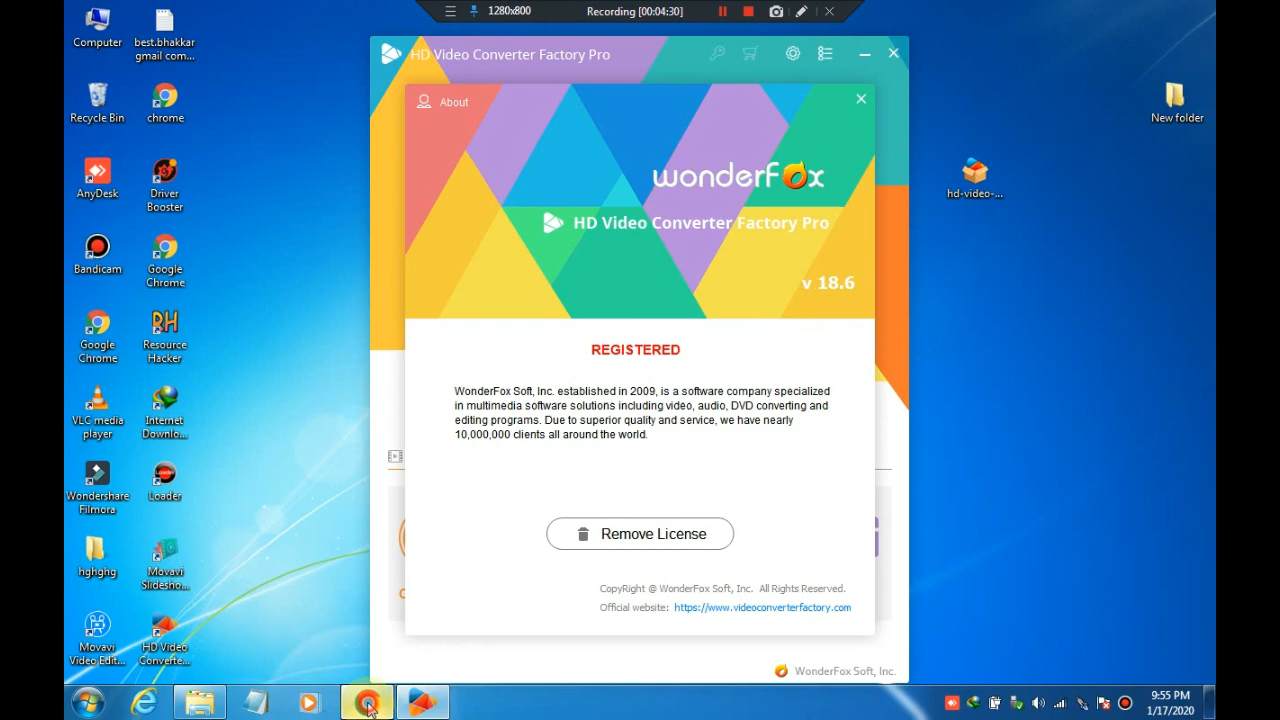 1280x800
Recording [00:04:30]
Computer
best.bhakkar
gmail com...
Recycle Bin
chrome
AnyDesk
Driver
Booster
Bandicam
Google
Chrome
Google
Chrome
Resource
Hacker
VLC media
player
Internet
Downlo...
Wondershare
Filmora
Loader
hghghg
Movavi
Slidesho...
Movavi
Video Edit...
HD Video
Converte...
HD Video Converter Factory Pro
About
wonderFox
HD Video Converter Factory Pro
v 18.6
REGISTERED
WonderFox Soft, Inc. established in 2009, is a software company specialized
in multimedia software solutions including video, audio, DVD converting and
editing programs. Due to superior quality and service, we have nearly
10,000,000 clients all around the world.
Remove License
CopyRight @ WonderFox Soft, Inc. All Rights Reserved.
Official website: https://www.videoconverterfactory.com
WonderFox Soft, Inc.
New folder
hd-video-...
9:55 PM
1/17/2020